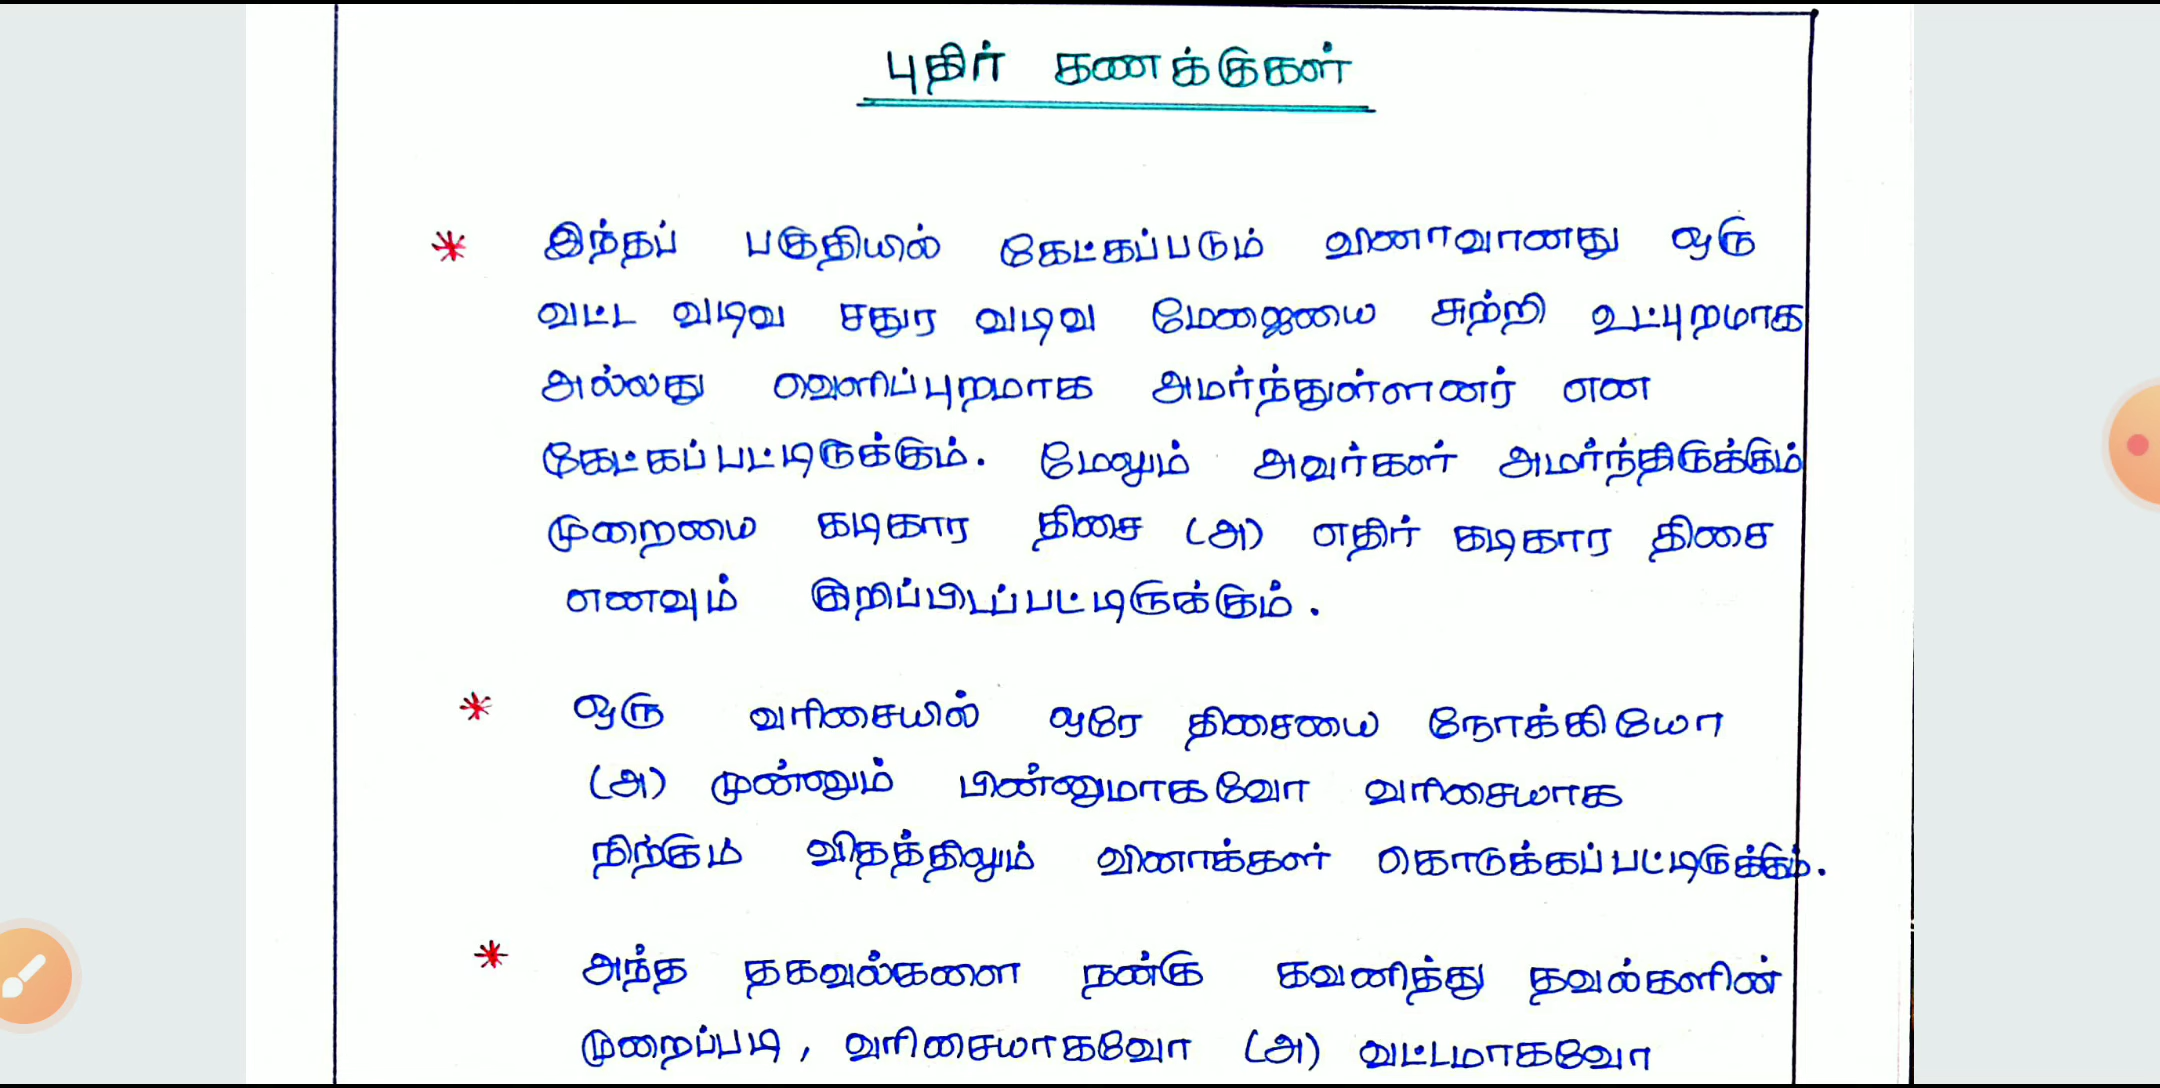 புதிர் கணக்குகள்
* இந்தப் பகுதியில் கேட்கப்படும் வினாவானது ஒரு
வட்ட வடிவ சதுர வடிவ மேஜையை சுற்றி உட்புறமாக
அல்லது வெளிப்புறமாக அமர்ந்துள்ளனர் என
கேட்கப்பட்டிருக்கும். மேலும் அவர்கள் அமர்ந்திருக்கும்
முறைமை கடிகார திசை (அ) எதிர் கடிகார திசை
எனவும் குறிப்பிடப்பட்டிருக்கும்.
* ஒரு வரிசையில் ஒரே திசையை நோக்கியோ
(அ) முன்னும் பின்னுமாகவோ வரிசையாக
நிற்கும் விதத்திலும் வினாக்கள் கொடுக்கப்பட்டிருக்கும்.
* அந்த தகவல்களை நன்கு கவனித்து தவல்களின்
முறைப்படி, வரிசையாகவோ (அ) வட்டமாகவோ